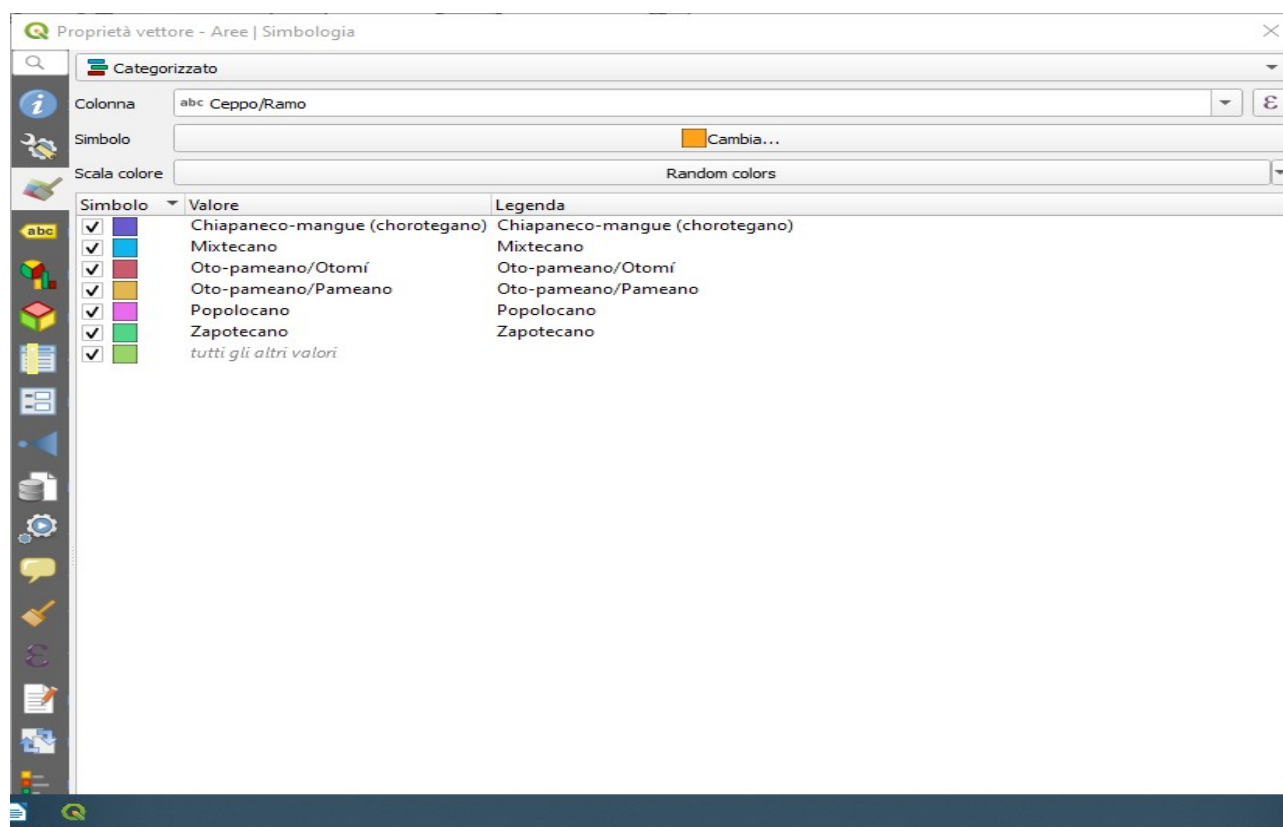 Proprietà vettore - Aree | Simbologia
Categorizzato
Colonna abc Ceppo/Ramo ε
Simbolo Cambia...
Scala colore Random colors
Simbolo Valore Legenda
Chiapaneco-mangue (chorotegano) Chiapaneco-mangue (chorotegano)
Mixtecano Mixtecano
Oto-pameano/Otomí Oto-pameano/Otomí
Oto-pameano/Pameano Oto-pameano/Pameano
Popolocano Popolocano
Zapotecano Zapotecano
tutti gli altri valori
abc
ε